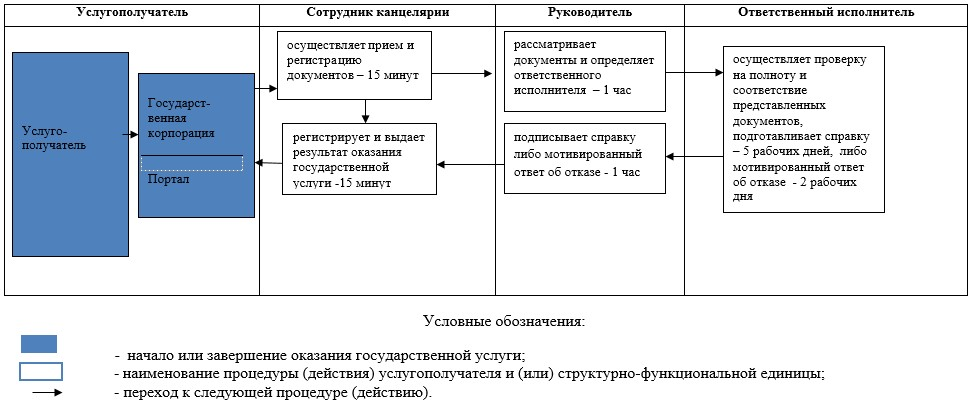 Услугополучатель
Сотрудник канцелярии
Руководитель
Ответственный исполнитель
Услуго-
получатель
Государст-
венная
корпорация
Портал
осуществляет прием и
регистрацию
документов – 15 минут
регистрирует и выдает
результат оказания
государственной
услуги -15 минут
рассматривает
документы и определяет
ответственного
исполнителя – 1 час
подписывает справку
либо мотивированный
ответ об отказе - 1 час
осуществляет проверку
на полноту и
соответствие
представленных
документов,
подготавливает справку
– 5 рабочих дней, либо
мотивированный ответ
об отказе - 2 рабочих
дня
Условные обозначения:
- начало или завершение оказания государственной услуги;
- наименование процедуры (действия) услугополучателя и (или) структурно-функциональной единицы;
- переход к следующей процедуре (действию).